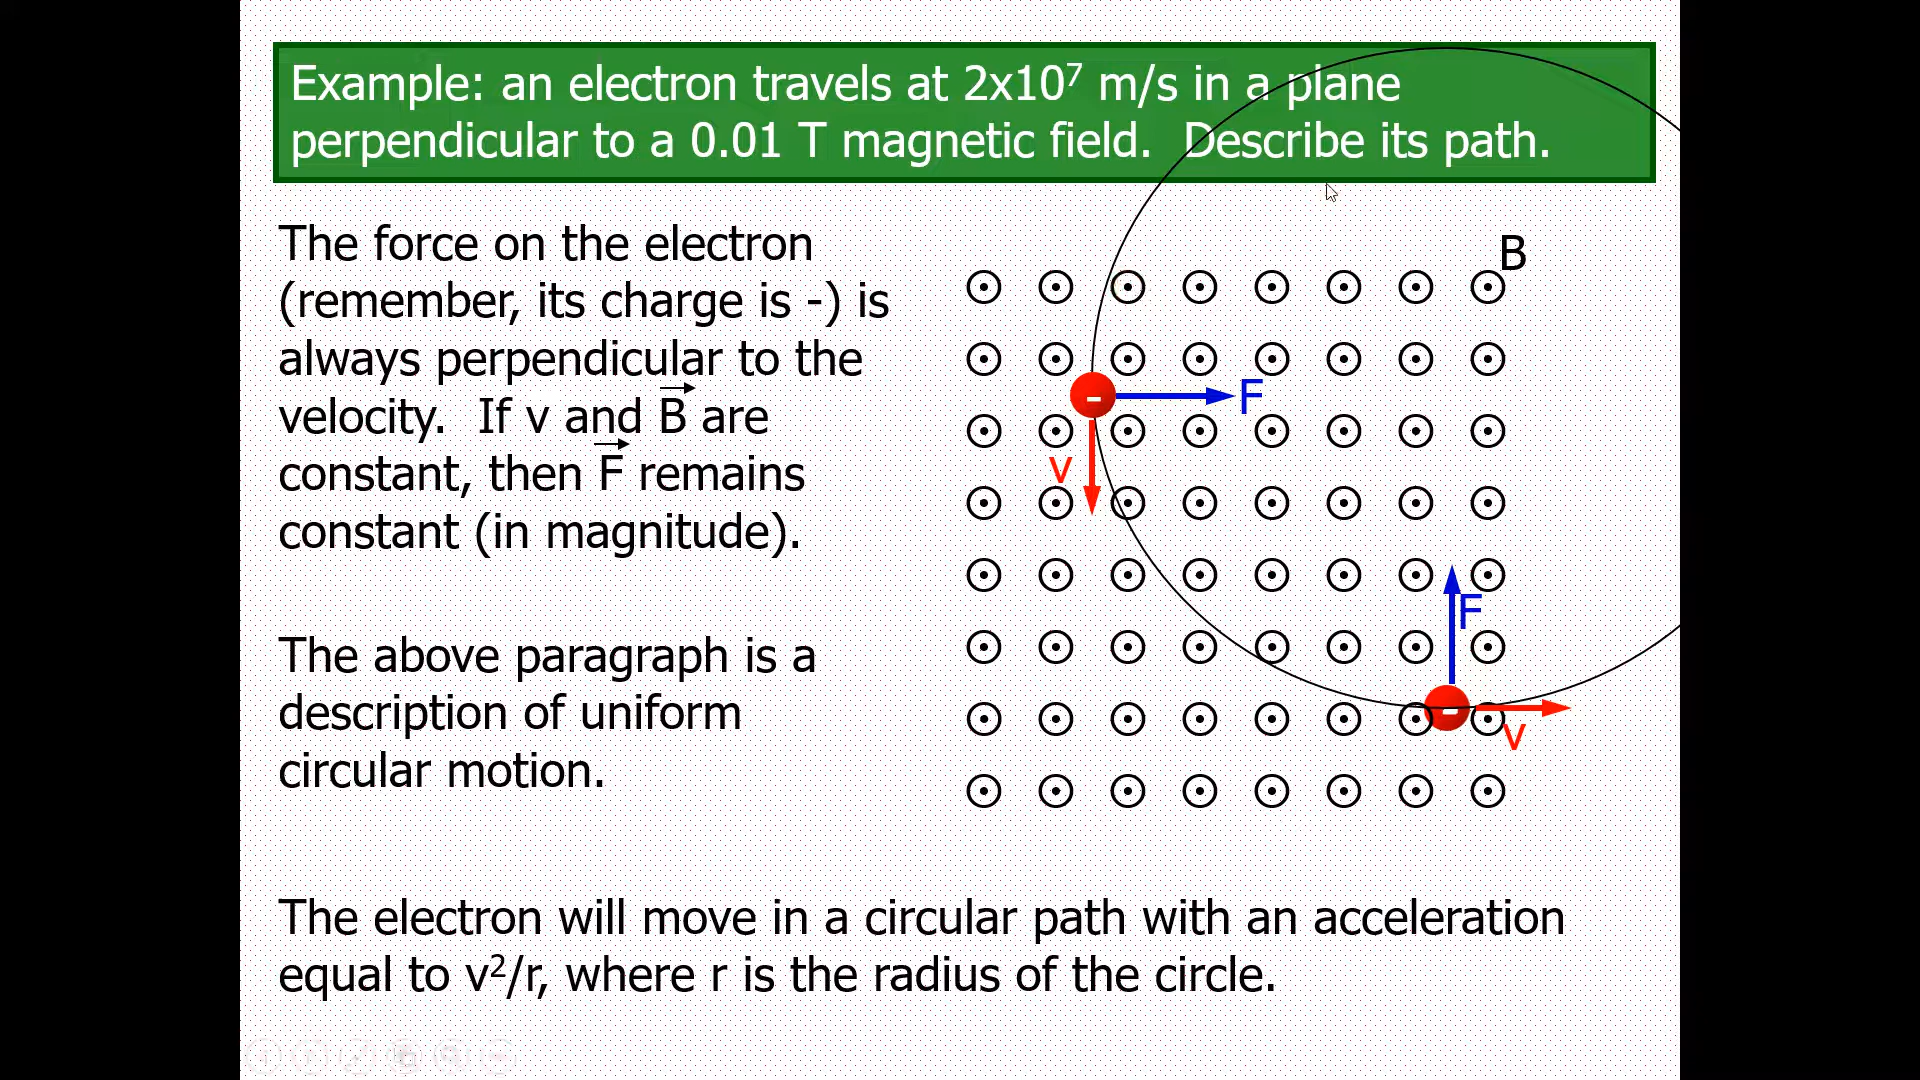 Example: an electron travels at 2x10⁷ m/s in a plane
perpendicular to a 0.01 T magnetic field. Describe its path.
The force on the electron
(remember, its charge is -) is
always perpendicular to the
velocity. If v and B⃗ are
constant, then F⃗ remains
constant (in magnitude).
The above paragraph is a
description of uniform
circular motion.
B
-
F
v
F
-
v
The electron will move in a circular path with an acceleration
equal to v²/r, where r is the radius of the circle.